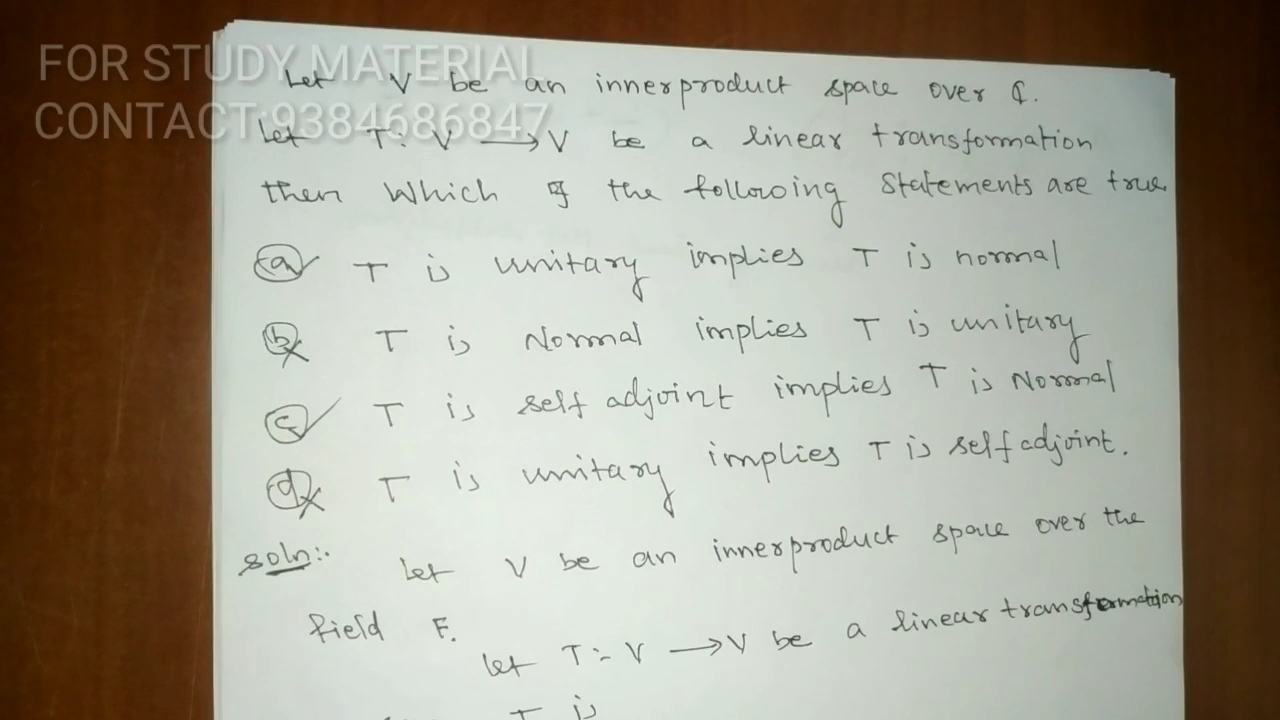 FOR STUDY MATERIAL
CONTACT:9384686847
Let V be an innerproduct space over ₵.
Let T: V → V be a linear transformation
then Which of the following Statements are true
(a) ✓ T is unitary implies T is normal
(b) ✗ T is Normal implies T is unitary
(c) ✓ T is self adjoint implies T is Normal
(d) ✗ T is unitary implies T is self adjoint.
Soln:. Let V be an innerproduct space over the
field F.
Let T:- V → V be a linear transformation
T is